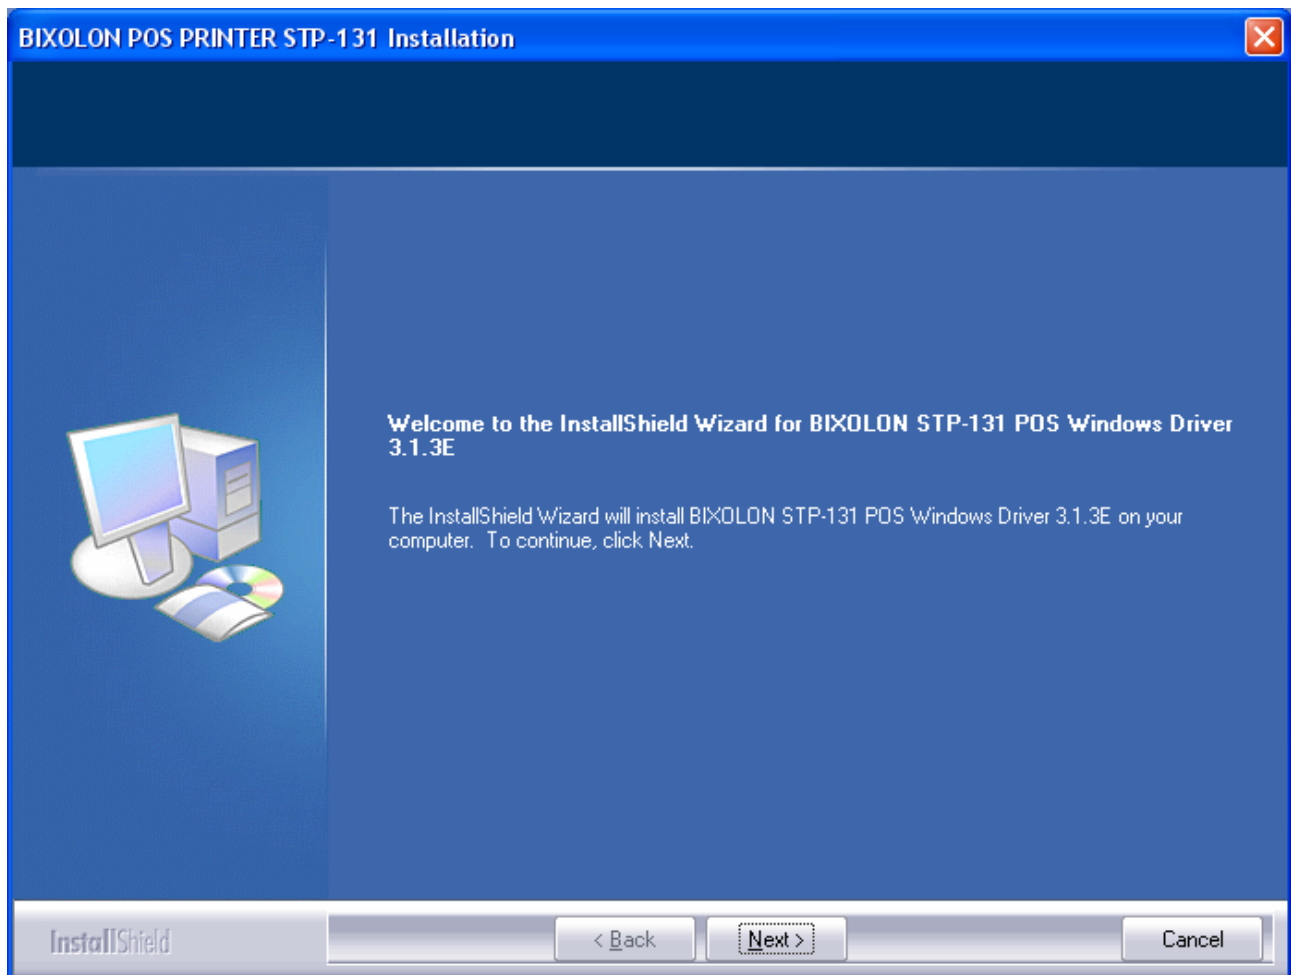 BIXOLON POS PRINTER STP-131 Installation
Welcome to the InstallShield Wizard for BIXOLON STP-131 POS Windows Driver
3.1.3E
The InstallShield Wizard will install BIXOLON STP-131 POS Windows Driver 3.1.3E on your
computer.  To continue, click Next.
InstallShield
< Back
Next >
Cancel